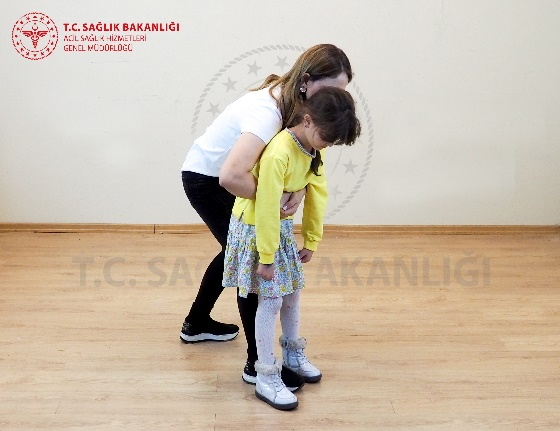 T.C. SAĞLIK BAKANLIĞI
ACİL SAĞLIK HİZMETLERİ
GENEL MÜDÜRLÜĞÜ
T.C. SAĞLIK BAKANLIĞI